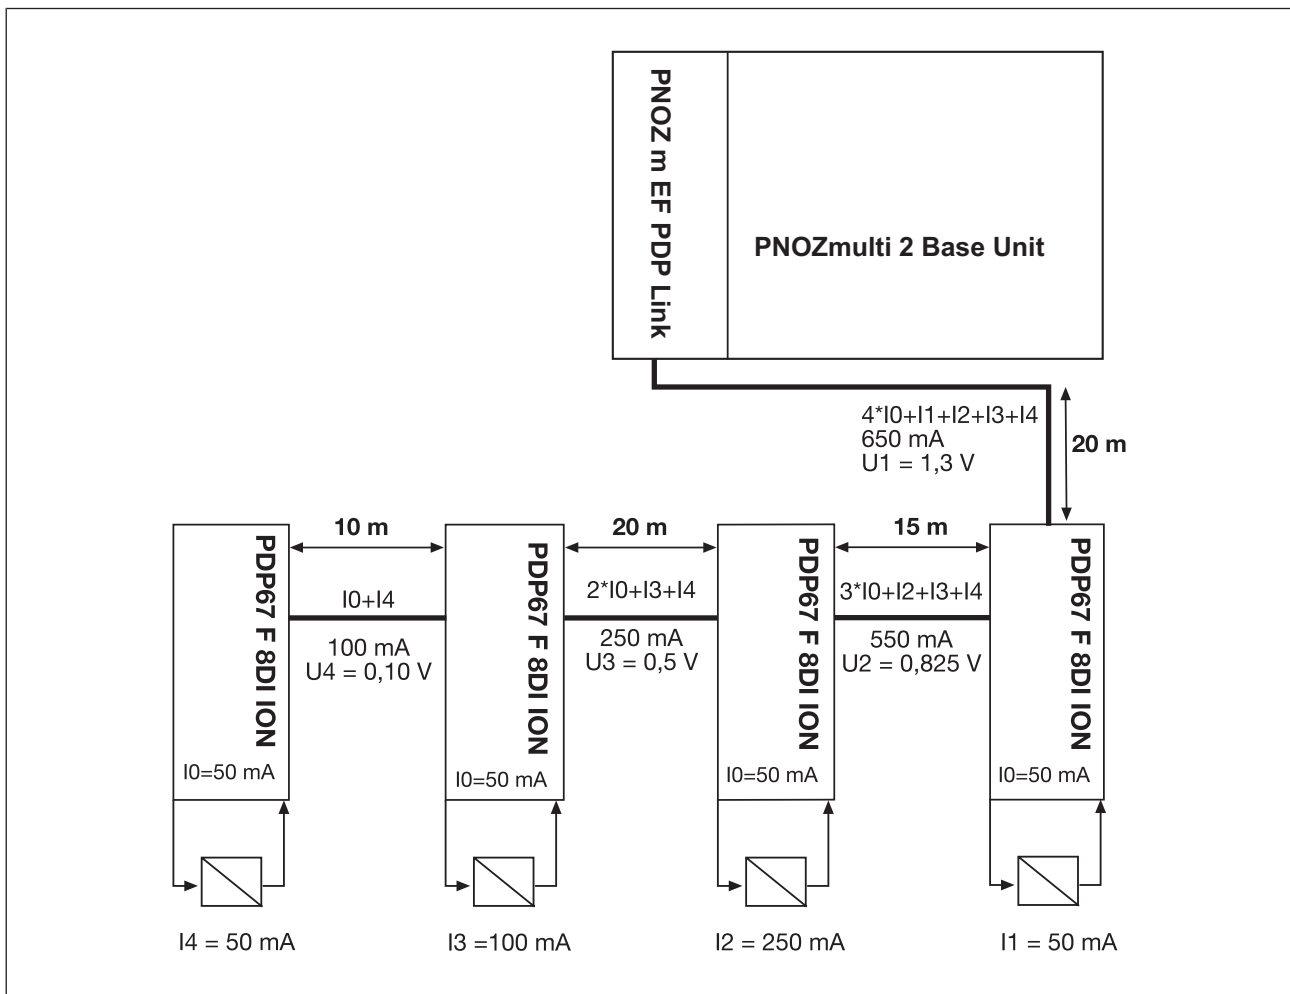 PNOZ m EF PDP Link
PNOZmulti 2 Base Unit
4*I0+I1+I2+I3+I4
650 mA
U1 = 1,3 V
20 m
10 m
20 m
15 m
PDP67 F 8DI ION
I0+I4
100 mA
U4 = 0,10 V
PDP67 F 8DI ION
2*I0+I3+I4
250 mA
U3 = 0,5 V
PDP67 F 8DI ION
3*I0+I2+I3+I4
550 mA
U2 = 0,825 V
PDP67 F 8DI ION
I0=50 mA
I0=50 mA
I0=50 mA
I0=50 mA
I4 = 50 mA
I3 =100 mA
I2 = 250 mA
I1 = 50 mA